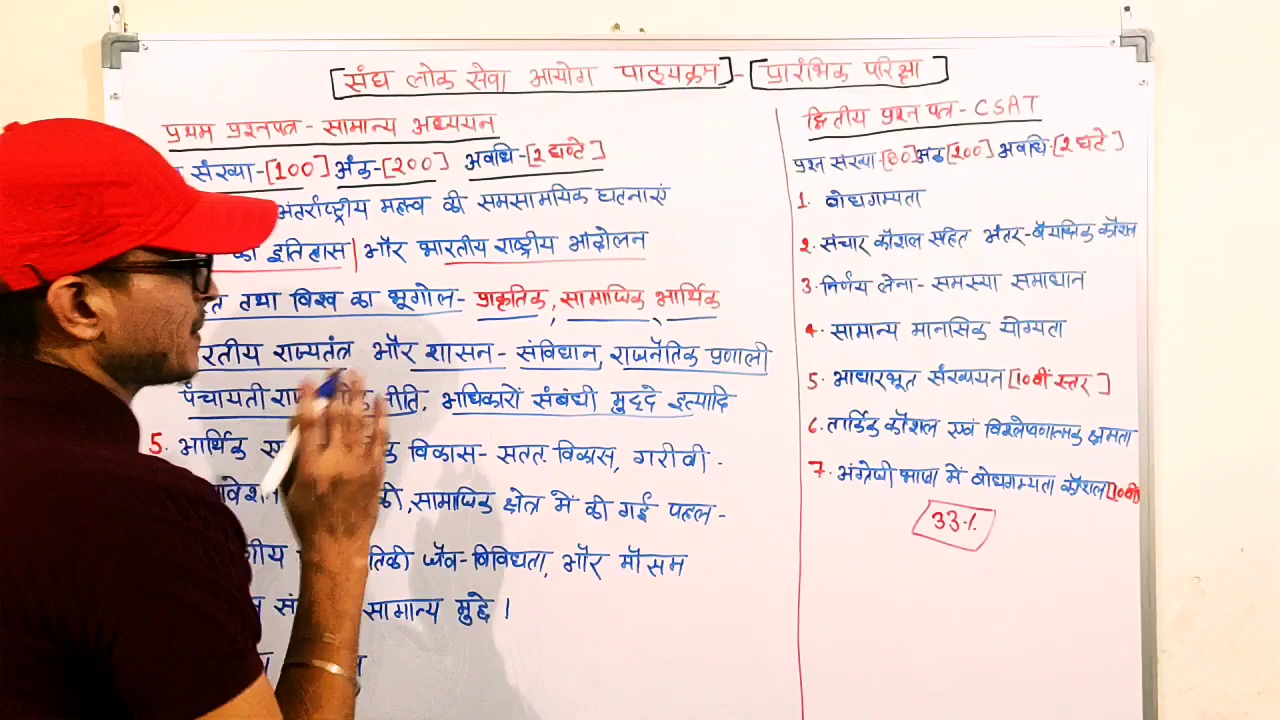 [संघ लोक सेवा आयोग पाठ्यक्रम]-[प्रारंभिक परिक्षा]
प्रथम प्रश्नपत्र - सामान्य अध्ययन
संख्या-[100] अंक-[200] अवधि-[2 घण्टे]
अंतर्राष्ट्रीय महत्व की समसामयिक घटनाएं
का इतिहास | और भारतीय राष्ट्रीय आंदोलन
तथा विश्व का भूगोल- प्राकृतिक, सामाजिक, आर्थिक
राज्यतंत्र और शासन- संविधान, राजनैतिक प्रणाली
पंचायती नीति, अधिकारों संबंधी मुद्दे इत्यादि
5. आर्थिक विकास- सतत विकास, गरीबी -
सामाजिक क्षेत्र में की गई पहल-
जैव-विविधता, और मौसम
सामान्य मुद्दे।
द्वितीय प्रश्न पत्र - CSAT
प्रश्न संख्या-[80] अंक [200] अवधि-[2 घंटे]
1. बोधगम्यता
2. संचार कौशल सहित अंतर-वैयक्तिक कौशल
3. निर्णय लेना- समस्या समाधान
4. सामान्य मानसिक योग्यता
5. आधारभूत संख्ययन [10वीं स्तर]
6. तार्किक कौशल एवं विश्लेषणात्मक क्षमता
7. अंग्रेजी भाषा में बोधगम्यता कौशल [10वीं
33%